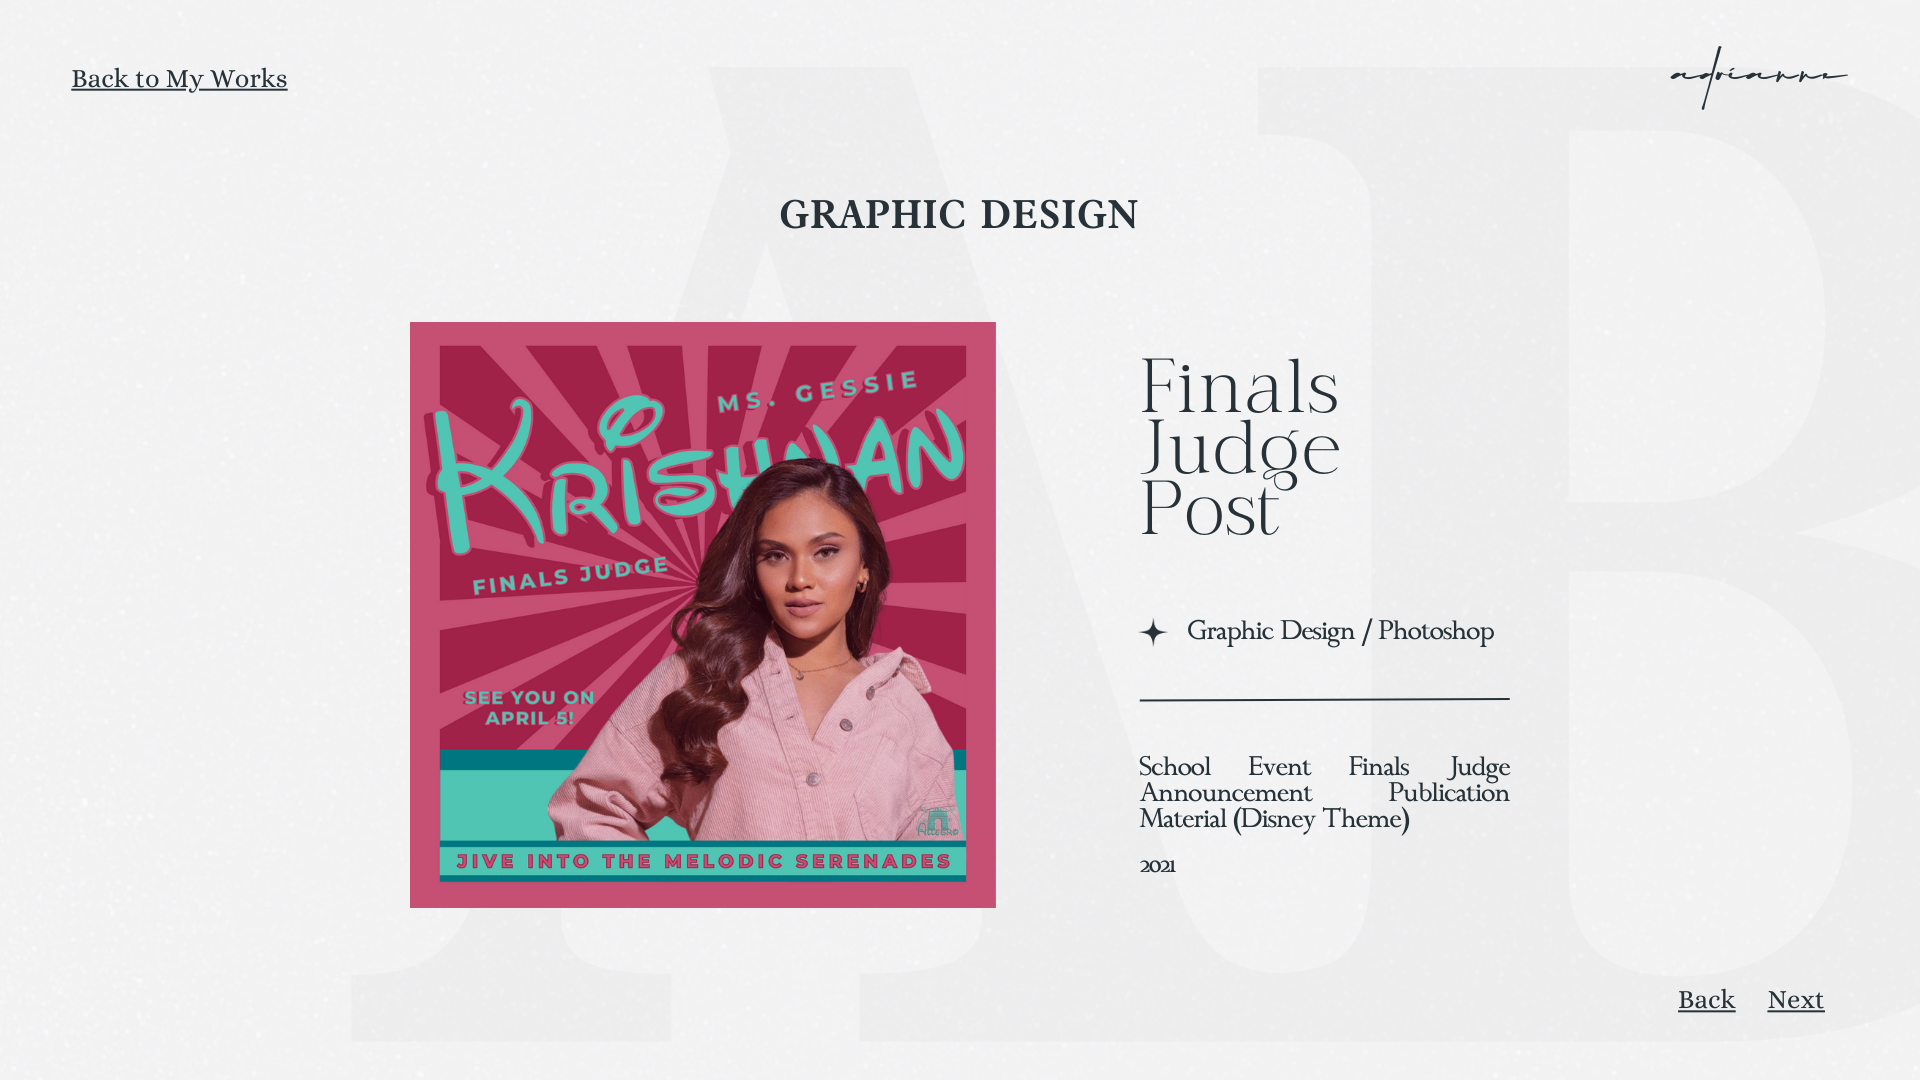 Back to My Works
adrianne
GRAPHIC DESIGN
MS. GESSIE
KRISHNAN
FINALS JUDGE
SEE YOU ON
APRIL 5!
ALLEGRO
JIVE INTO THE MELODIC SERENADES
Finals
Judge
Post
Graphic Design / Photoshop
School Event Finals Judge
Announcement Publication
Material (Disney Theme)
2021
Back Next
AB